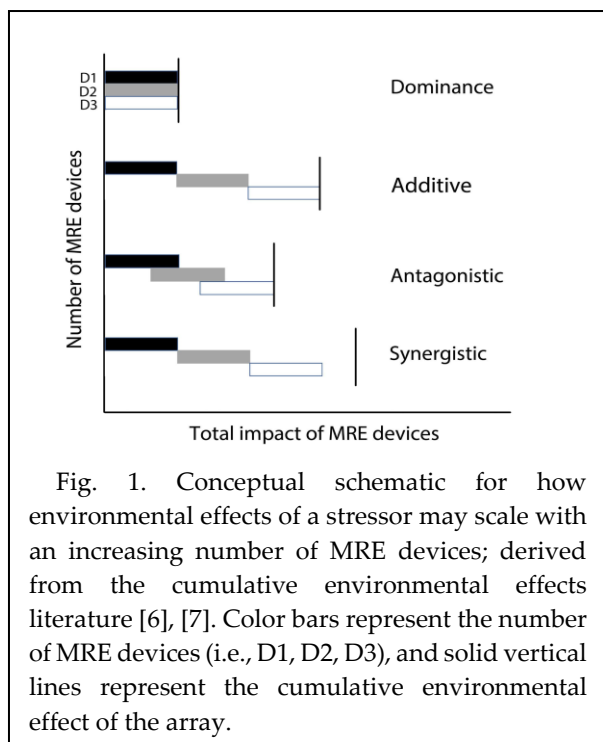 D1
D2
D3
Dominance
Additive
Antagonistic
Synergistic
Number of MRE devices
Total impact of MRE devices
Fig. 1. Conceptual schematic for how
environmental effects of a stressor may scale with
an increasing number of MRE devices; derived
from the cumulative environmental effects
literature [6], [7]. Color bars represent the number
of MRE devices (i.e., D1, D2, D3), and solid vertical
lines represent the cumulative environmental
effect of the array.